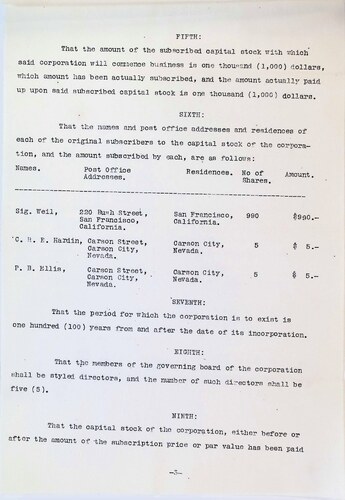 FIFTH:
That the amount of the subscribed capital stock with which
said corporation will commence business is one thousand (1,000) dollars,
which amount has been actually subscribed, and the amount actually paid
up upon said subscribed capital stock is one thousand (1,000) dollars.
SIXTH:
That the names and post office addresses and residences of
each of the original subscribers to the capital stock of the corpora-
tion, and the amount subscribed by each, are as follows:
Names. Post Office Residences. No of Amount.
Addresses. Shares.
Sig. Weil, 220 Bush Street, San Francisco, 990 $990.-
San Francisco, California.
California.
C. H. E. Hardin, Carson Street, Carson City, 5 $ 5.-
Carson City, Nevada.
Nevada.
P. B. Ellis, Carson Street, Carson City, 5 $ 5.-
Carson City, Nevada.
Nevada.
SEVENTH:
That the period for which the corporation is to exist is
one hundred (100) years from and after the date of its incorporation.
EIGHTH:
That the members of the governing board of the corporation
shall be styled directors, and the number of such directors shall be
five (5).
NINTH:
That the capital stock of the corporation, either before or
after the amount of the subscription price or par value has been paid